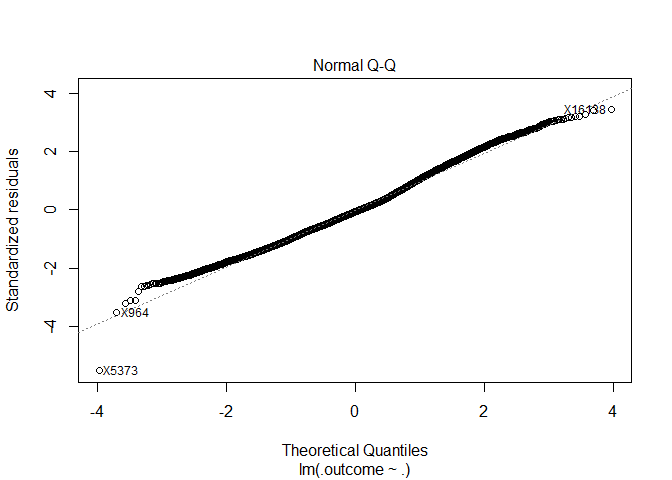 Normal Q-Q
Standardized residuals
4
2
0
-2
-4
X16138
X964
X5373
-4 -2 0 2 4
Theoretical Quantiles
lm(.outcome ~ .)